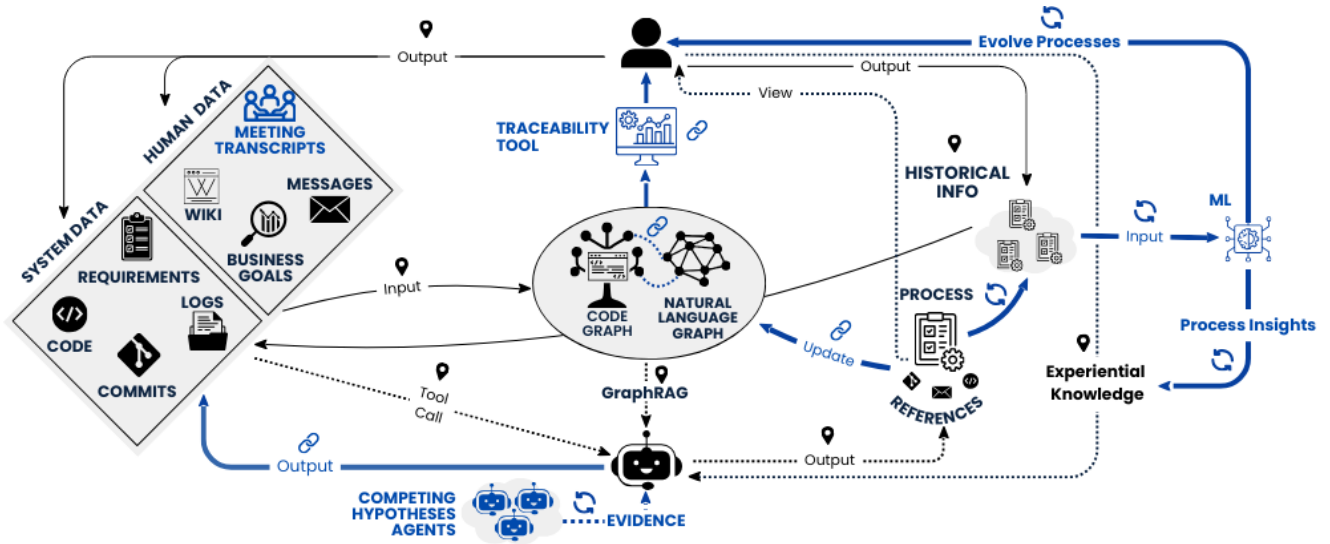 Output
Evolve Processes
Output
View
HUMAN DATA
MEETING
TRANSCRIPTS
WIKI
MESSAGES
BUSINESS
GOALS
SYSTEM DATA
REQUIREMENTS
LOGS
CODE
COMMITS
TRACEABILITY
TOOL
HISTORICAL
INFO
Input
ML
Input
CODE
GRAPH
NATURAL
LANGUAGE
GRAPH
PROCESS
Update
REFERENCES
Process Insights
Experiential
Knowledge
GraphRAG
Tool
Call
Output
Output
COMPETING
HYPOTHESES
AGENTS
EVIDENCE